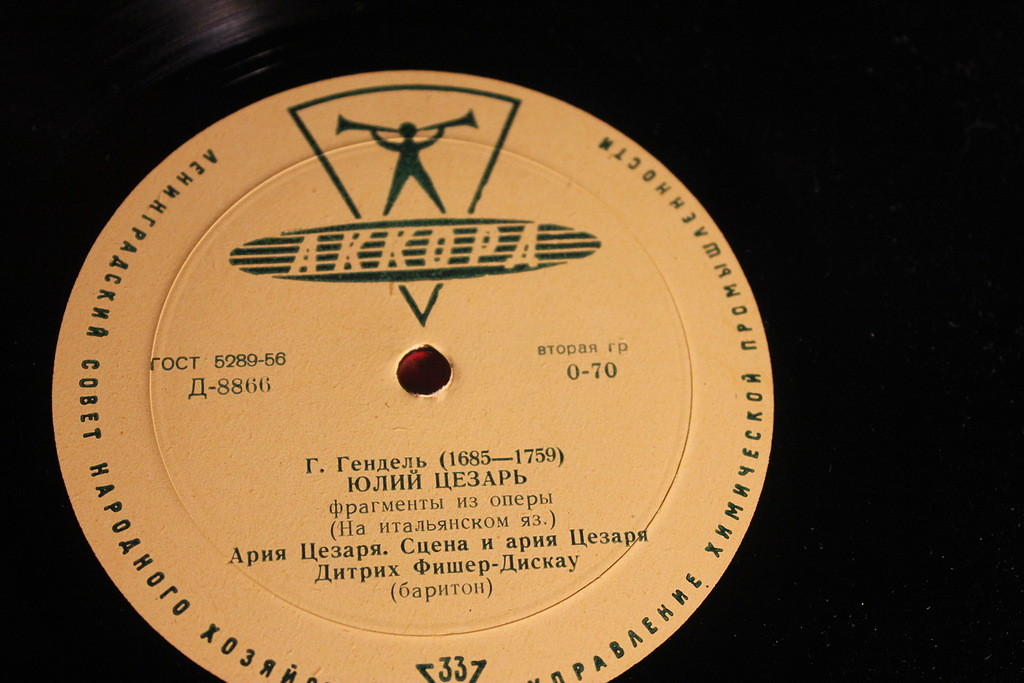 ЛЕНИНГРАДСКИЙ СОВЕТ НАРОДНОГО
УПРАВЛЕНИЕ ХИМИЧЕСКОЙ ПРОМЫШЛЕННОСТИ
АККОРД
ГОСТ 5289-56
Д-8866
вторая гр
0-70
Г. Гендель (1685—1759)
ЮЛИЙ ЦЕЗАРЬ
фрагменты из оперы
(На итальянском яз.)
Ария Цезаря. Сцена и ария Цезаря
Дитрих Фишер-Дискау
(баритон)
33